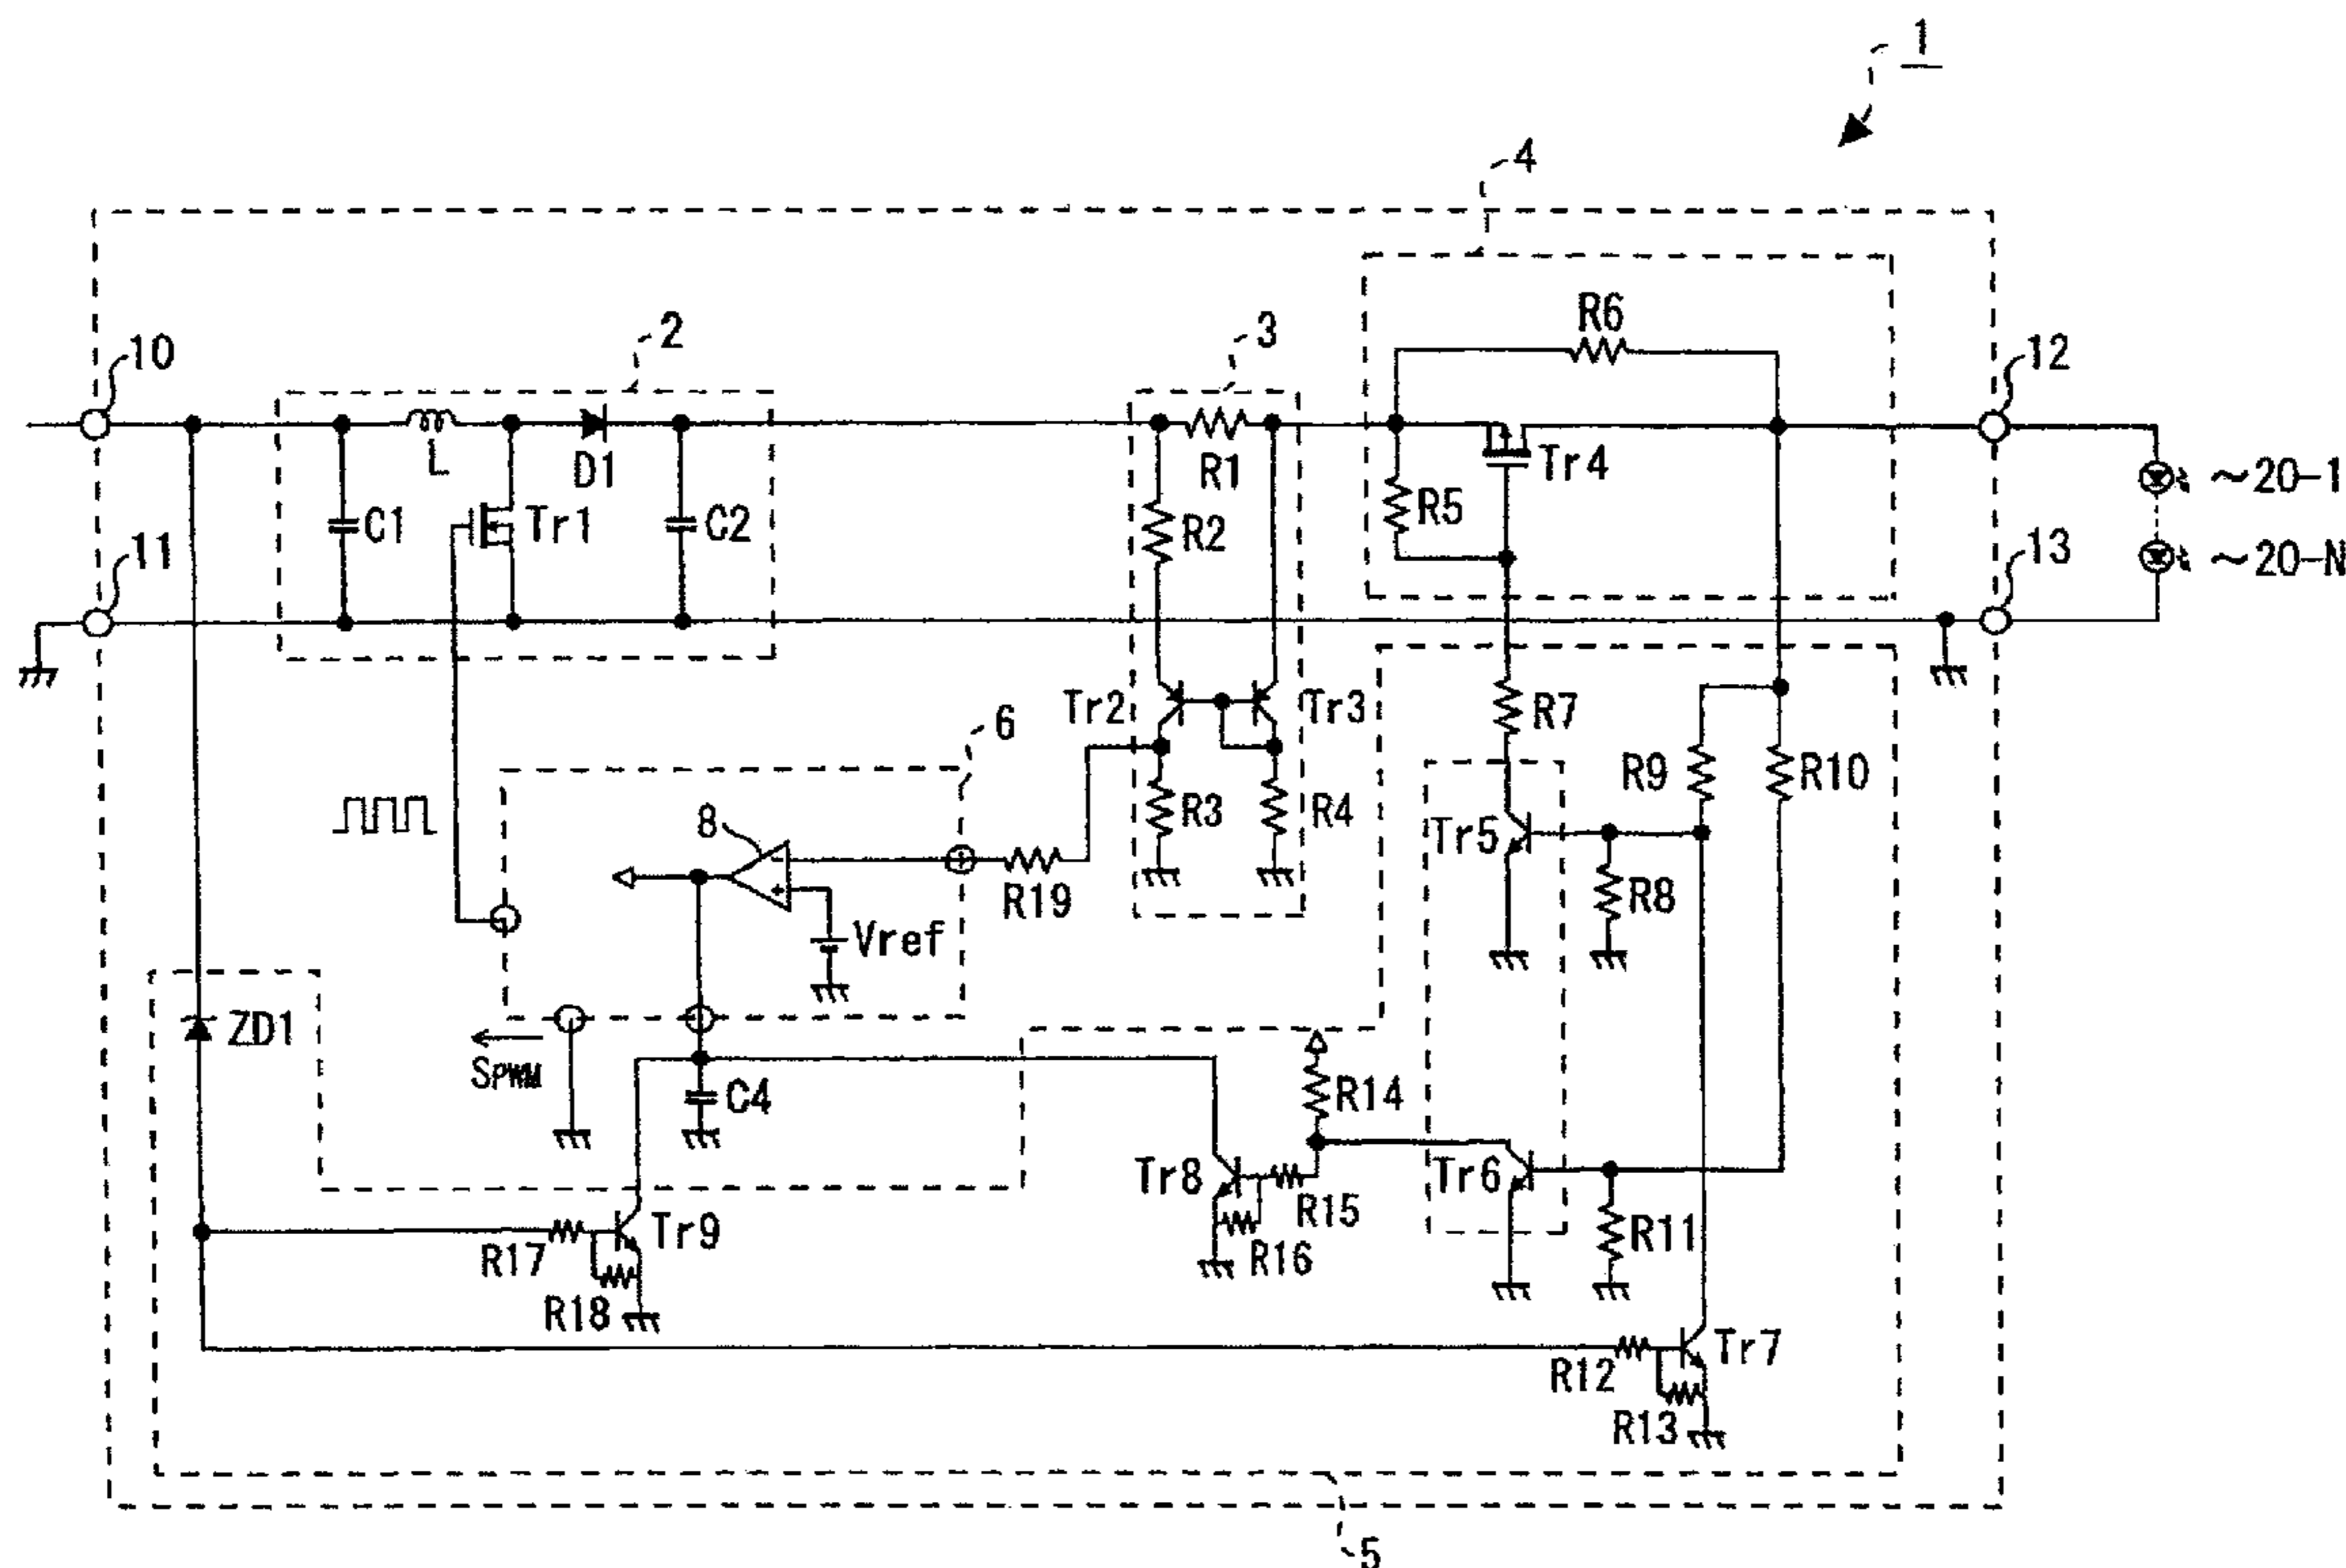 1
4
2
3
10
12
R6
L
D1
R1
Tr4
~20-1
C1
Tr1
C2
R2
R5
11
13
~20-N
Tr2
Tr3
R7
6
R9
R10
8
R3
R4
Tr5
R19
R8
Vref
ZD1
SPWM
C4
R14
Tr8
Tr6
R15
Tr9
R17
R16
R11
R18
R12
Tr7
R13
5